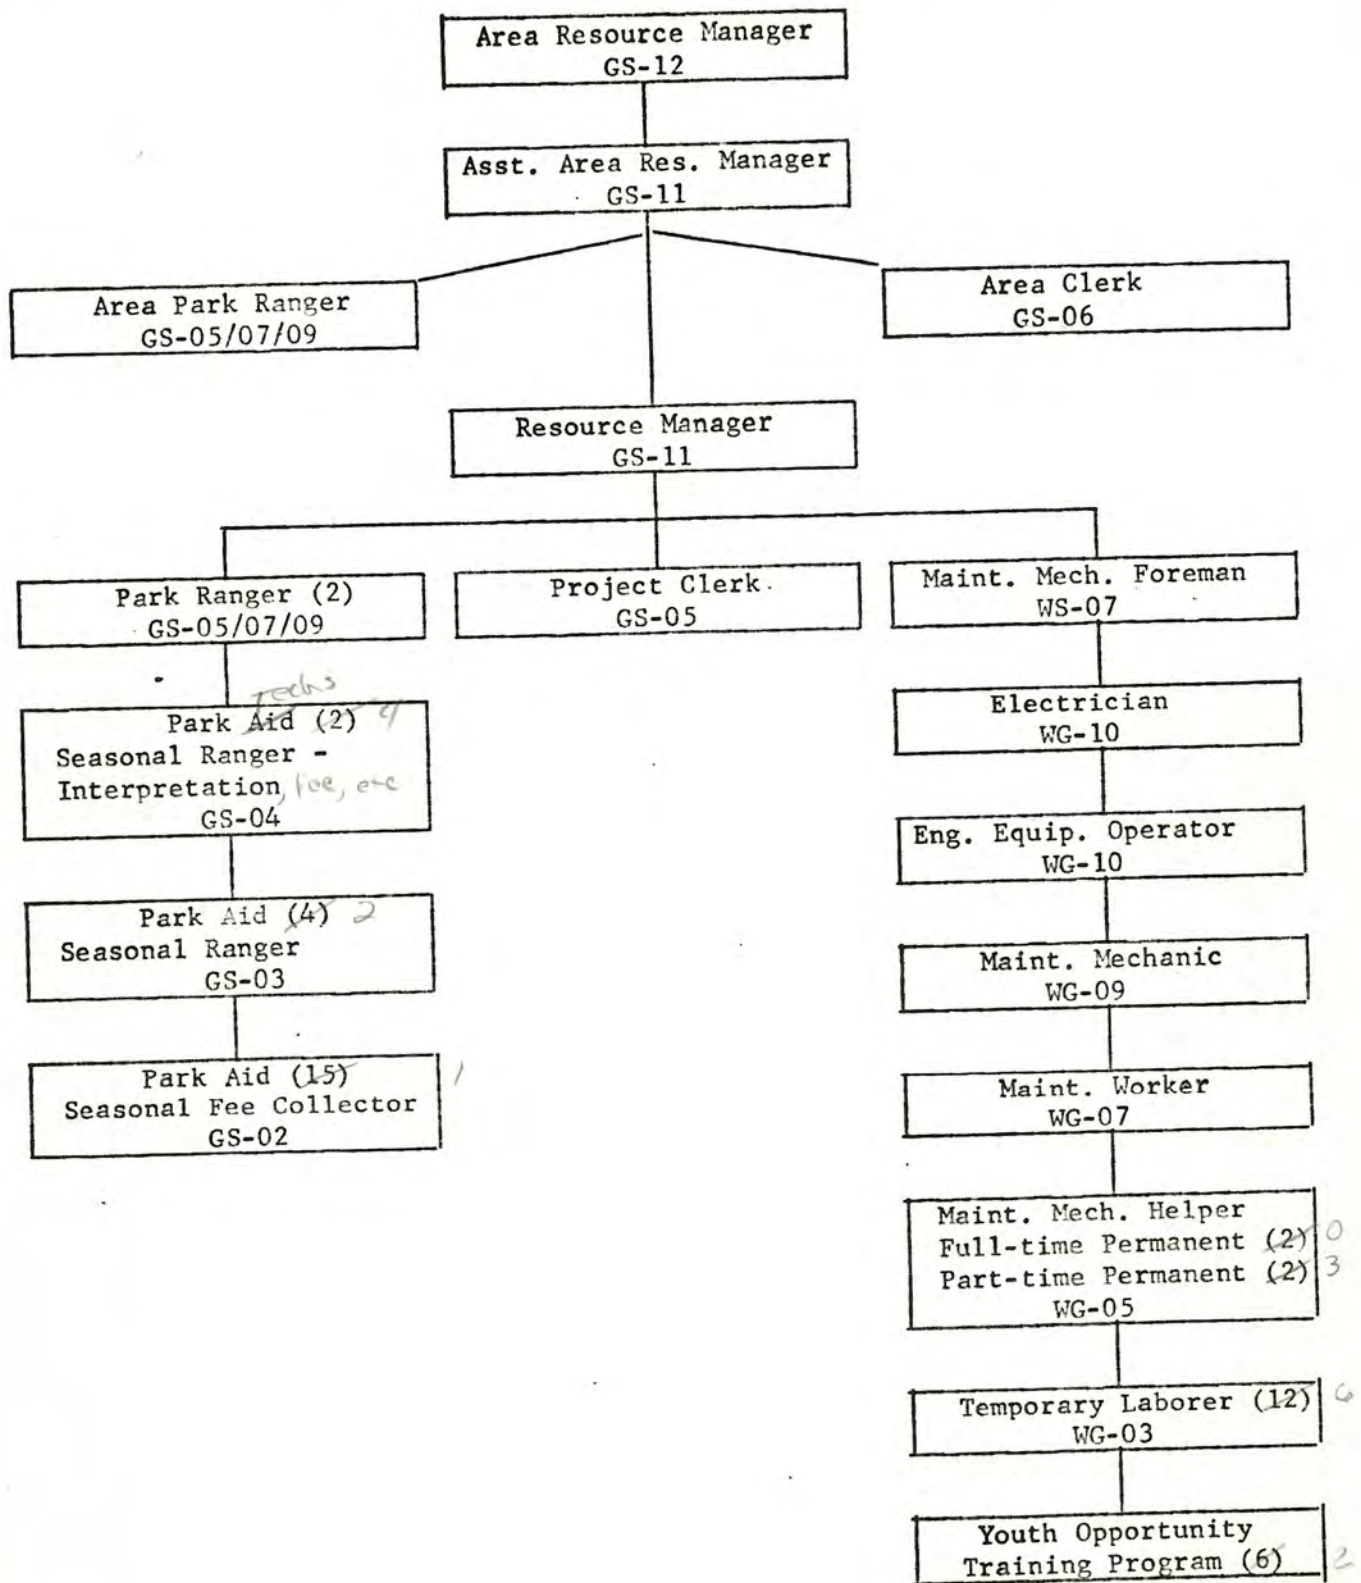 Area Resource Manager
GS-12
Asst. Area Res. Manager
GS-11
Area Park Ranger
GS-05/07/09
Area Clerk
GS-06
Resource Manager
GS-11
Park Ranger (2)
GS-05/07/09
Project Clerk
GS-05
Maint. Mech. Foreman
WS-07
Techs
Park Aid (2) 4
Seasonal Ranger -
Interpretation, fee, etc
GS-04
Park Aid (4) 2
Seasonal Ranger
GS-03
Park Aid (15) 1
Seasonal Fee Collector
GS-02
Electrician
WG-10
Eng. Equip. Operator
WG-10
Maint. Mechanic
WG-09
Maint. Worker
WG-07
Maint. Mech. Helper
Full-time Permanent (2) 0
Part-time Permanent (2) 3
WG-05
Temporary Laborer (12) 6
WG-03
Youth Opportunity
Training Program (6) 2